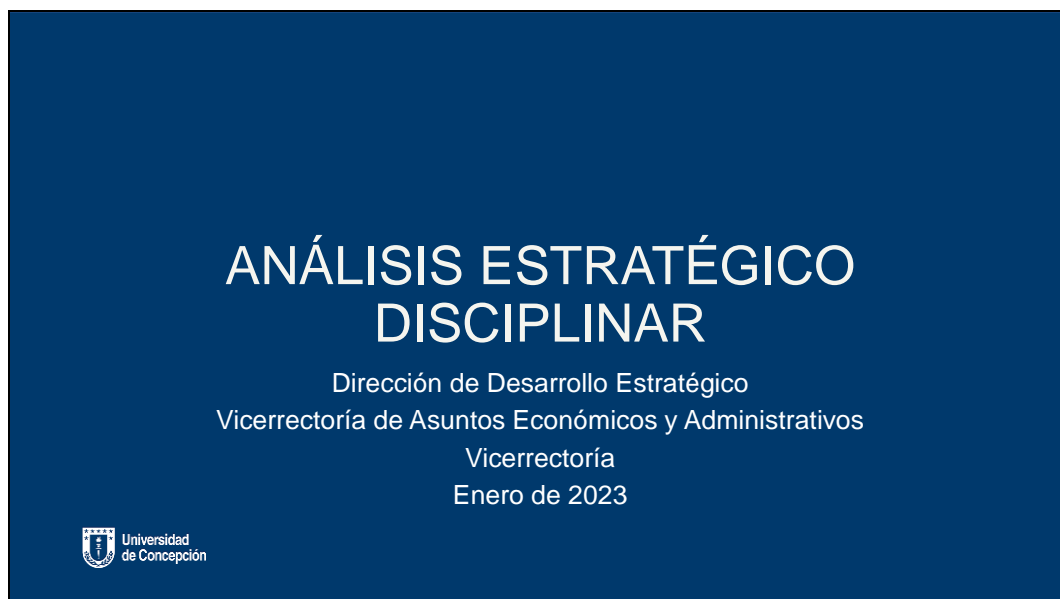 ANÁLISIS ESTRATÉGICO
DISCIPLINAR
Dirección de Desarrollo Estratégico
Vicerrectoría de Asuntos Económicos y Administrativos
Vicerrectoría
Enero de 2023
Universidad
de Concepción